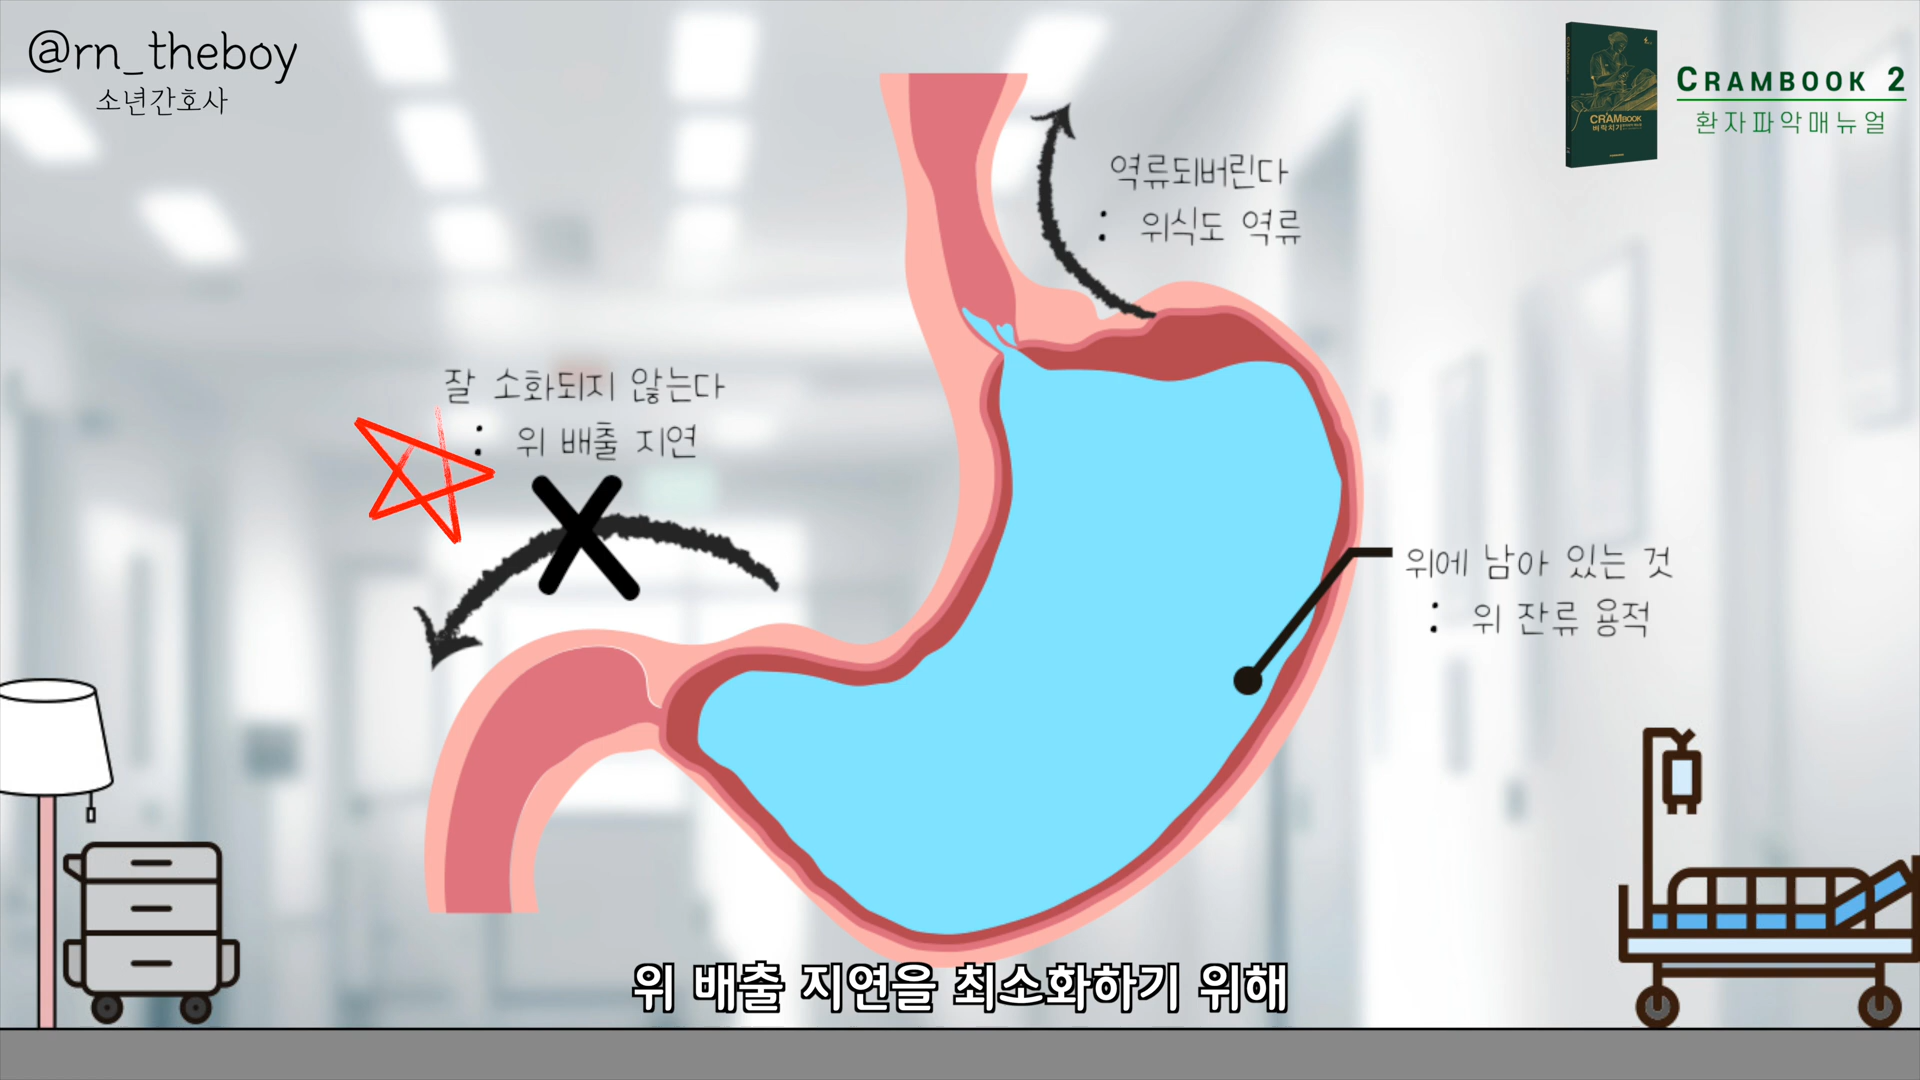 @rn_theboy
소년간호사
CRAMBOOK 2
환자파악매뉴얼
CRAMBOOK
역류되버린다
: 위식도 역류
잘 소화되지 않는다
: 위 배출 지연
위에 남아 있는 것
: 위 잔류 용적
위 배출 지연을 최소화하기 위해